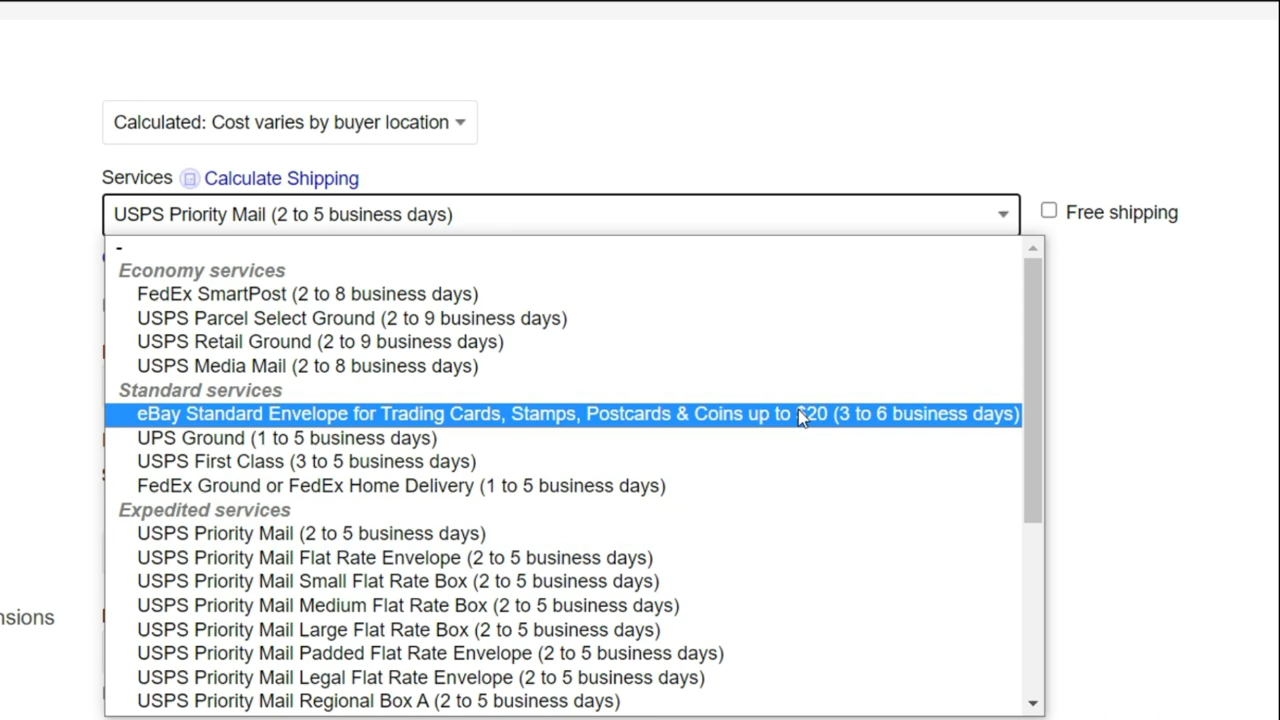 Calculated: Cost varies by buyer location
Services Calculate Shipping
USPS Priority Mail (2 to 5 business days)
Free shipping
-
Economy services
FedEx SmartPost (2 to 8 business days)
USPS Parcel Select Ground (2 to 9 business days)
USPS Retail Ground (2 to 9 business days)
USPS Media Mail (2 to 8 business days)
Standard services
eBay Standard Envelope for Trading Cards, Stamps, Postcards & Coins up to $20 (3 to 6 business days)
UPS Ground (1 to 5 business days)
USPS First Class (3 to 5 business days)
FedEx Ground or FedEx Home Delivery (1 to 5 business days)
Expedited services
USPS Priority Mail (2 to 5 business days)
USPS Priority Mail Flat Rate Envelope (2 to 5 business days)
USPS Priority Mail Small Flat Rate Box (2 to 5 business days)
USPS Priority Mail Medium Flat Rate Box (2 to 5 business days)
nsions
USPS Priority Mail Large Flat Rate Box (2 to 5 business days)
USPS Priority Mail Padded Flat Rate Envelope (2 to 5 business days)
USPS Priority Mail Legal Flat Rate Envelope (2 to 5 business days)
USPS Priority Mail Regional Box A (2 to 5 business days)